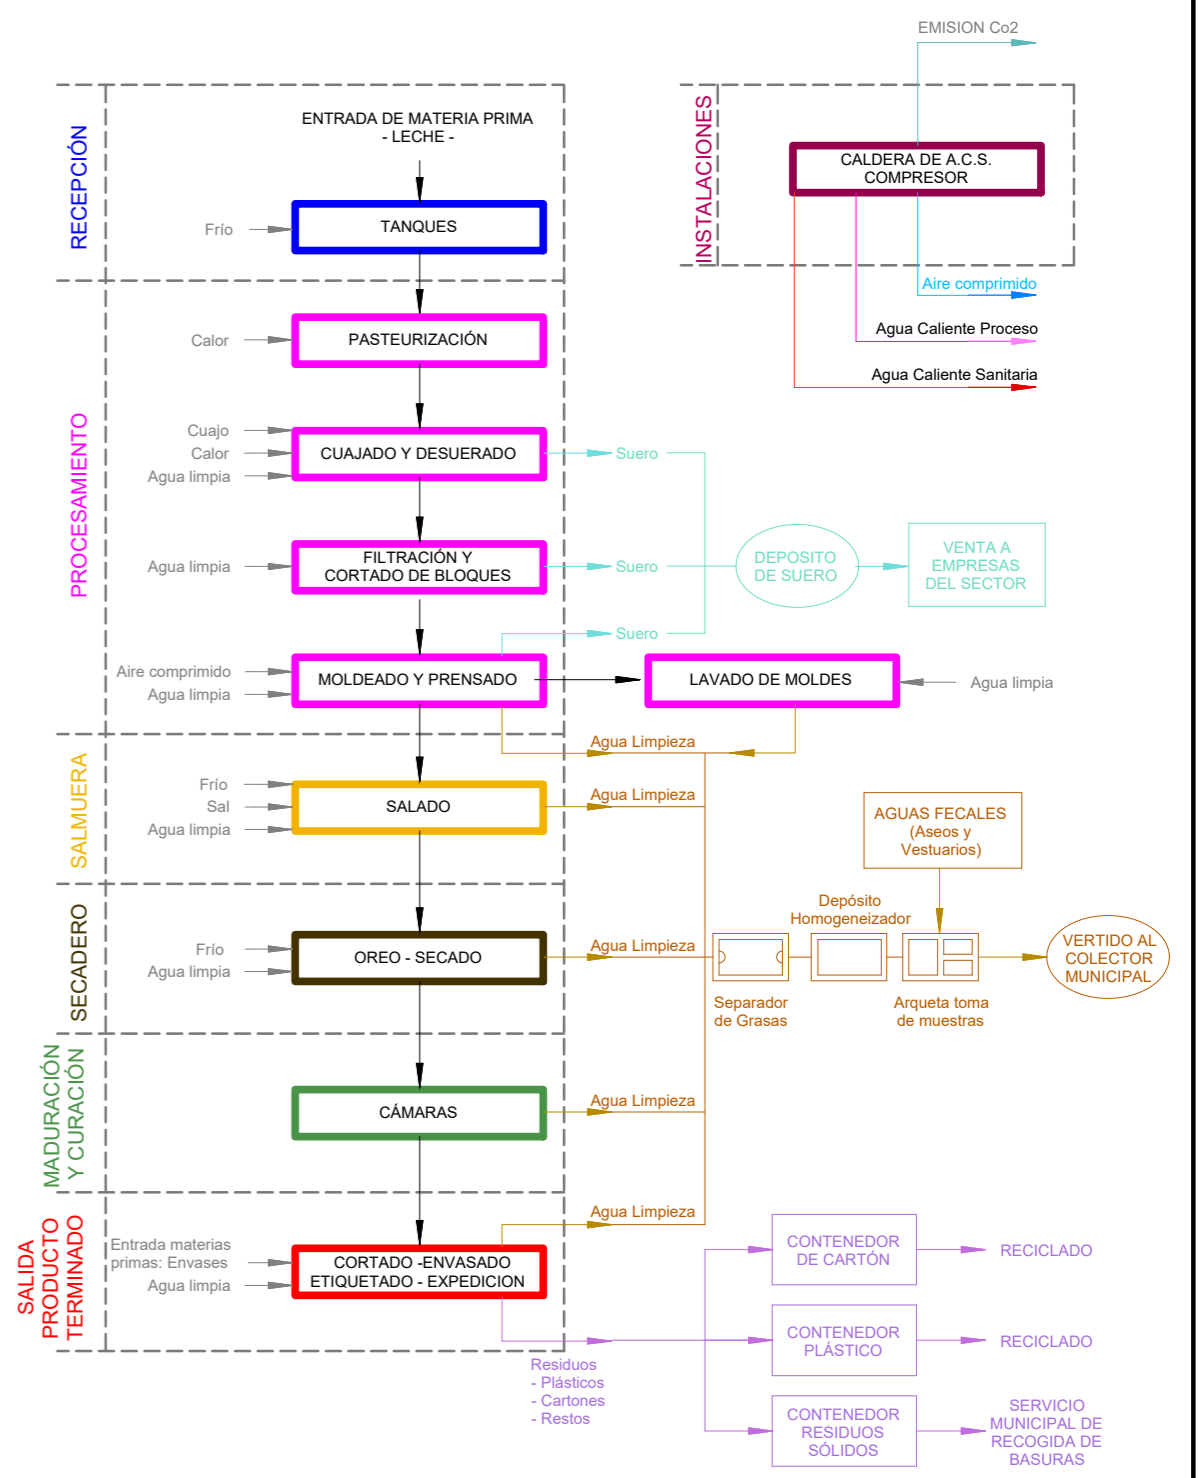 EMISION Co2
RECEPCIÓN
ENTRADA DE MATERIA PRIMA
- LECHE -
Frío
TANQUES
INSTALACIONES
CALDERA DE A.C.S.
COMPRESOR
Aire comprimido
Agua Caliente Proceso
Agua Caliente Sanitaria
PROCESAMIENTO
Calor
PASTEURIZACIÓN
Cuajo
Calor
Agua limpia
CUAJADO Y DESUERADO
Suero
Agua limpia
FILTRACIÓN Y
CORTADO DE BLOQUES
Suero
DEPOSITO
DE SUERO
VENTA A
EMPRESAS
DEL SECTOR
Suero
Aire comprimido
Agua limpia
MOLDEADO Y PRENSADO
LAVADO DE MOLDES
Agua limpia
Agua Limpieza
SALMUERA
Frío
Sal
Agua limpia
SALADO
Agua Limpieza
AGUAS FECALES
(Aseos y
Vestuarios)
SECADERO
Frío
Agua limpia
OREO - SECADO
Agua Limpieza
Separador
de Grasas
Depósito
Homogeneizador
Arqueta toma
de muestras
VERTIDO AL
COLECTOR
MUNICIPAL
MADURACIÓN
Y CURACIÓN
CÁMARAS
Agua Limpieza
SALIDA
PRODUCTO
TERMINADO
Entrada materias
primas: Envases
Agua limpia
CORTADO -ENVASADO
ETIQUETADO - EXPEDICION
Agua Limpieza
Residuos
- Plásticos
- Cartones
- Restos
CONTENEDOR
DE CARTÓN
RECICLADO
CONTENEDOR
PLÁSTICO
RECICLADO
CONTENEDOR
RESIDUOS
SÓLIDOS
SERVICIO
MUNICIPAL DE
RECOGIDA DE
BASURAS